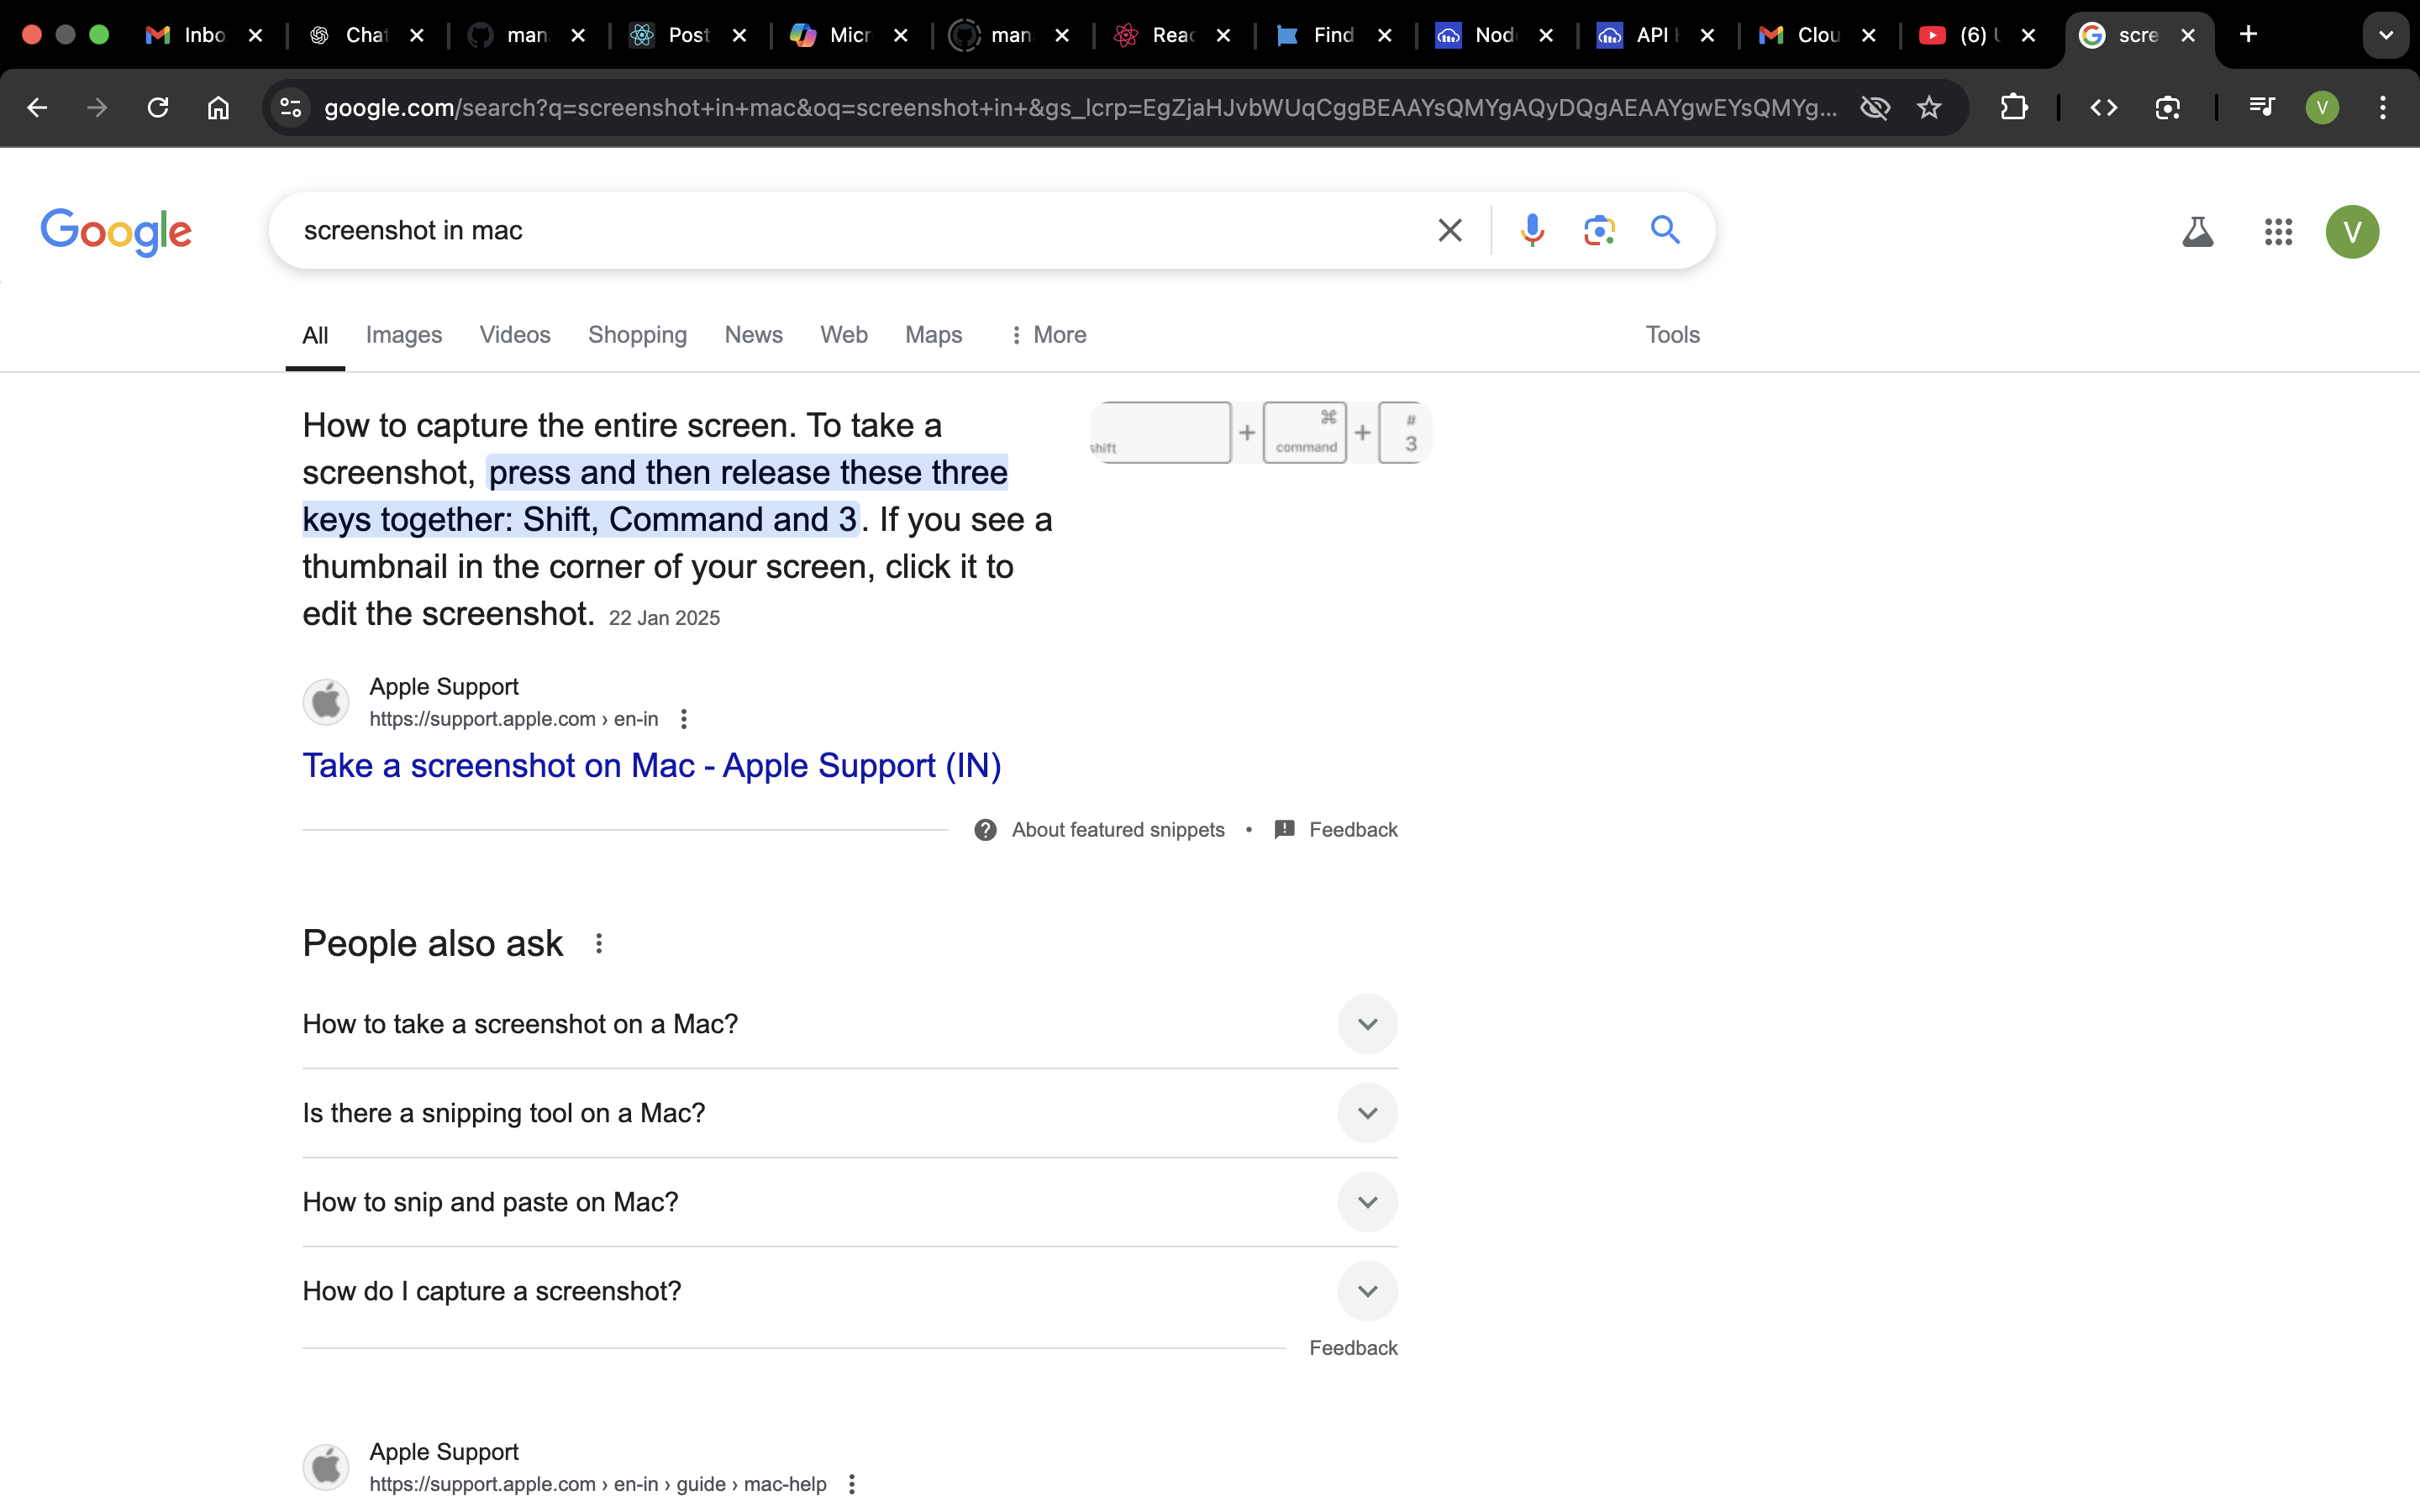 Inbo
Chat
man
Post
Micr
man
Reac
Find
Nod
API
Clou
(6)
scre
google.com/search?q=screenshot+in+mac&oq=screenshot+in+&gs_lcrp=EgZjaHJvbWUqCggBEAAYsQMYgAQyDQgAEAAYgwEYsQMYg...
V
Google
screenshot in mac
V
All Images Videos Shopping News Web Maps More Tools
How to capture the entire screen. To take a
screenshot, press and then release these three
keys together: Shift, Command and 3. If you see a
thumbnail in the corner of your screen, click it to
edit the screenshot. 22 Jan 2025
shift + ⌘ command + # 3
Apple Support
https://support.apple.com › en-in
Take a screenshot on Mac - Apple Support (IN)
About featured snippets • Feedback
People also ask
How to take a screenshot on a Mac?
Is there a snipping tool on a Mac?
How to snip and paste on Mac?
How do I capture a screenshot?
Feedback
Apple Support
https://support.apple.com › en-in › guide › mac-help